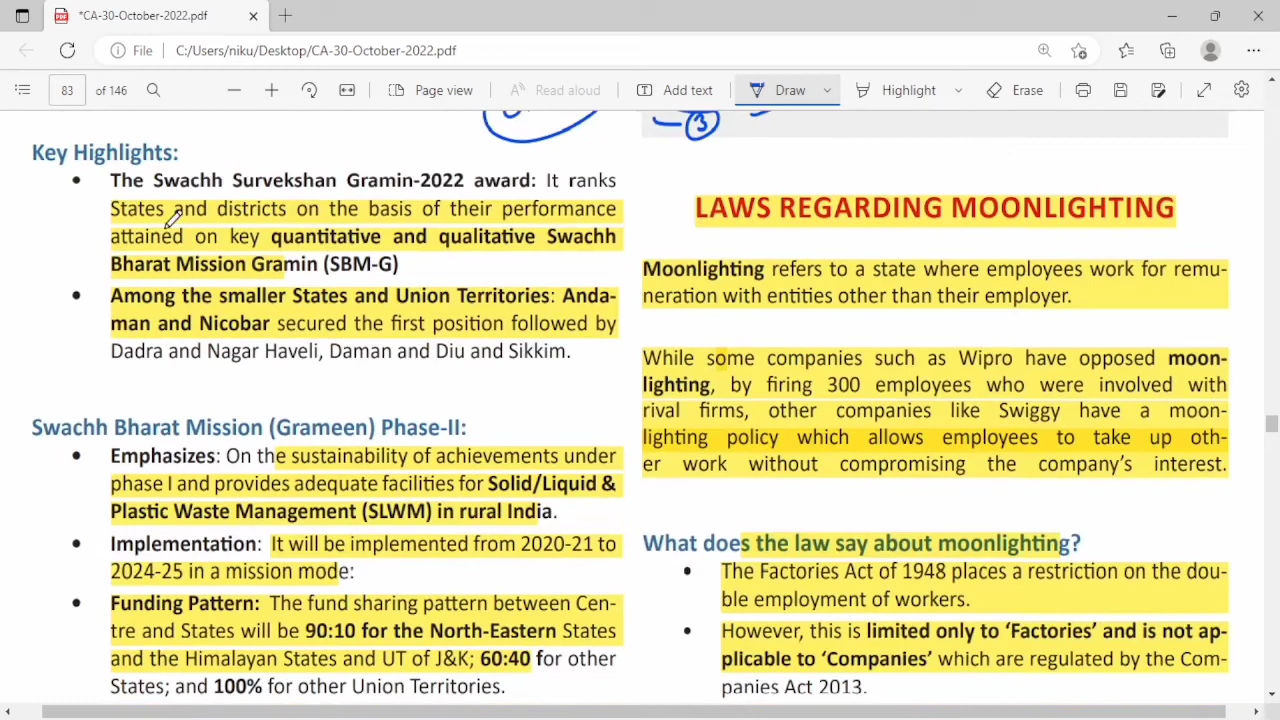 *CA-30-October-2022.pdf
File
C:/Users/niku/Desktop/CA-30-October-2022.pdf
83 of 146
Page view
Read aloud
Add text
Draw
Highlight
Erase
Key Highlights:
• The Swachh Survekshan Gramin-2022 award: It ranks
States and districts on the basis of their performance
attained on key quantitative and qualitative Swachh
Bharat Mission Gramin (SBM-G)
• Among the smaller States and Union Territories: Anda-
man and Nicobar secured the first position followed by
Dadra and Nagar Haveli, Daman and Diu and Sikkim.
Swachh Bharat Mission (Grameen) Phase-II:
• Emphasizes: On the sustainability of achievements under
phase I and provides adequate facilities for Solid/Liquid &
Plastic Waste Management (SLWM) in rural India.
• Implementation: It will be implemented from 2020-21 to
2024-25 in a mission mode:
• Funding Pattern: The fund sharing pattern between Cen-
tre and States will be 90:10 for the North-Eastern States
and the Himalayan States and UT of J&K; 60:40 for other
States; and 100% for other Union Territories.
3
LAWS REGARDING MOONLIGHTING
Moonlighting refers to a state where employees work for remu-
neration with entities other than their employer.
While some companies such as Wipro have opposed moon-
lighting, by firing 300 employees who were involved with
rival firms, other companies like Swiggy have a moon-
lighting policy which allows employees to take up oth-
er work without compromising the company's interest.
What does the law say about moonlighting?
• The Factories Act of 1948 places a restriction on the dou-
ble employment of workers.
• However, this is limited only to 'Factories' and is not ap-
plicable to 'Companies' which are regulated by the Com-
panies Act 2013.